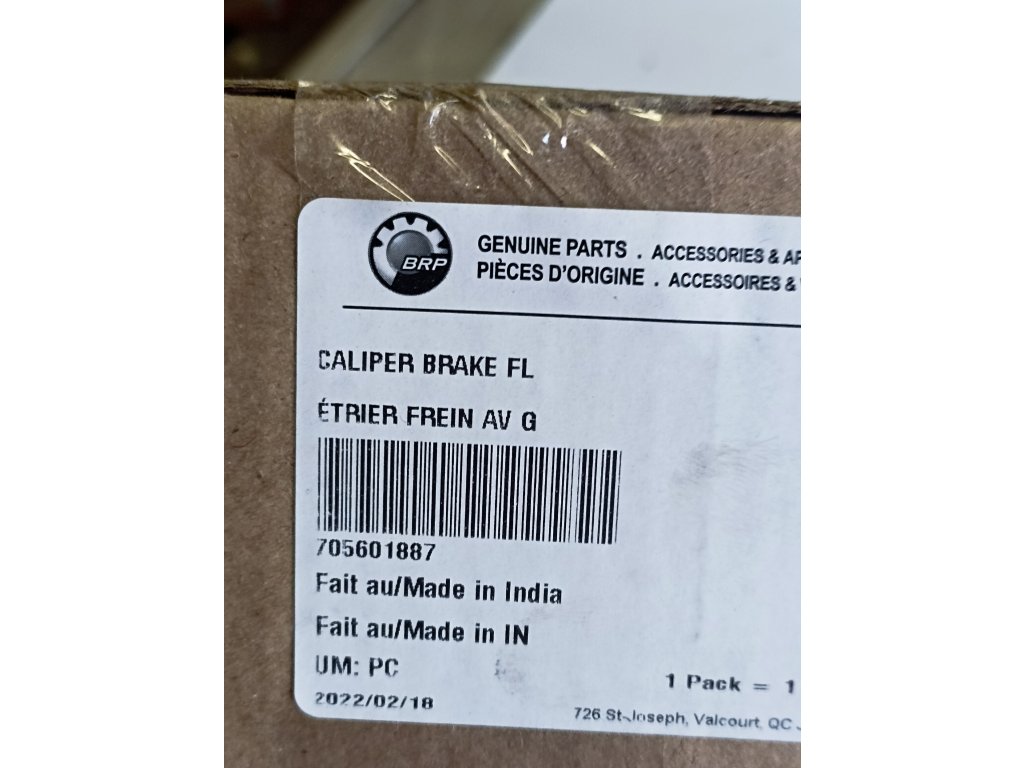 BRP
GENUINE PARTS . ACCESSORIES &
PIÈCES D'ORIGINE . ACCESSOIRES &
CALIPER BRAKE FL
ÉTRIER FREIN AV G
705601887
Fait au/Made in India
Fait au/Made in IN
UM: PC
2022/02/18
1 Pack = 1
726 St-Joseph, Valcourt, QC